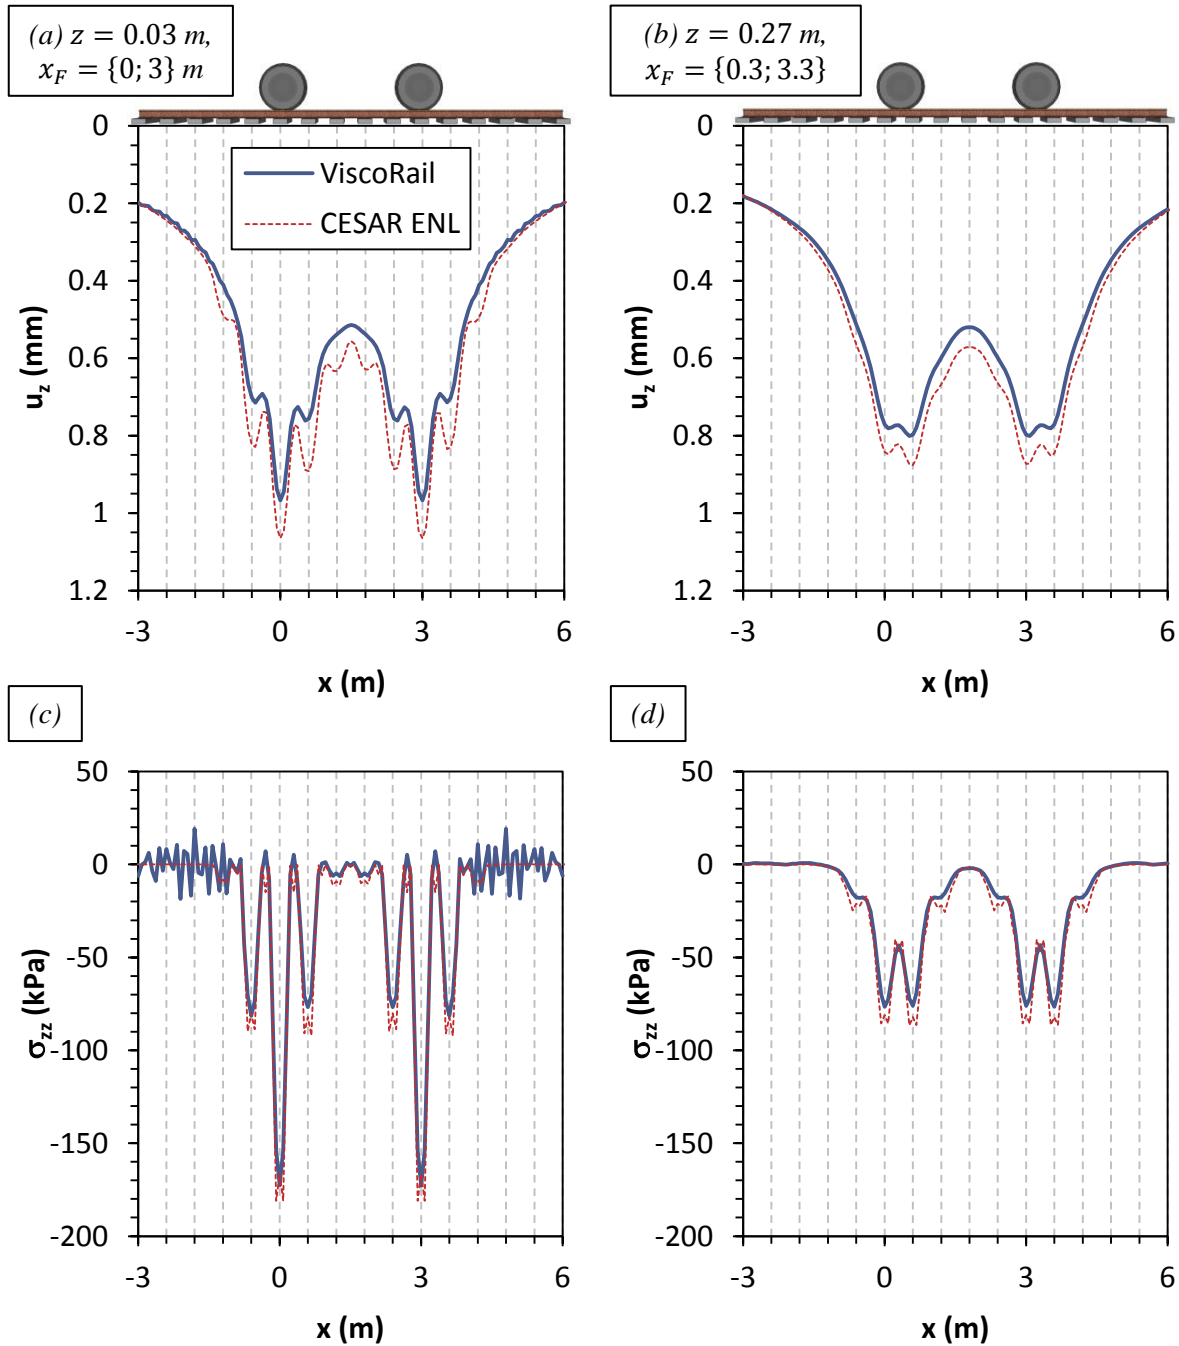 (a) z = 0.03 m,
x_F = {0; 3} m
(b) z = 0.27 m,
x_F = {0.3; 3.3}
0
0.2
0.4
0.6
0.8
1
1.2
u_z (mm)
ViscoRail
CESAR ENL
-3
0
3
6
x (m)
0
0.2
0.4
0.6
0.8
1
1.2
u_z (mm)
-3
0
3
6
x (m)
(c)
(d)
50
0
-50
-100
-150
-200
σ_zz (kPa)
-3
0
3
6
x (m)
50
0
-50
-100
-150
-200
σ_zz (kPa)
-3
0
3
6
x (m)